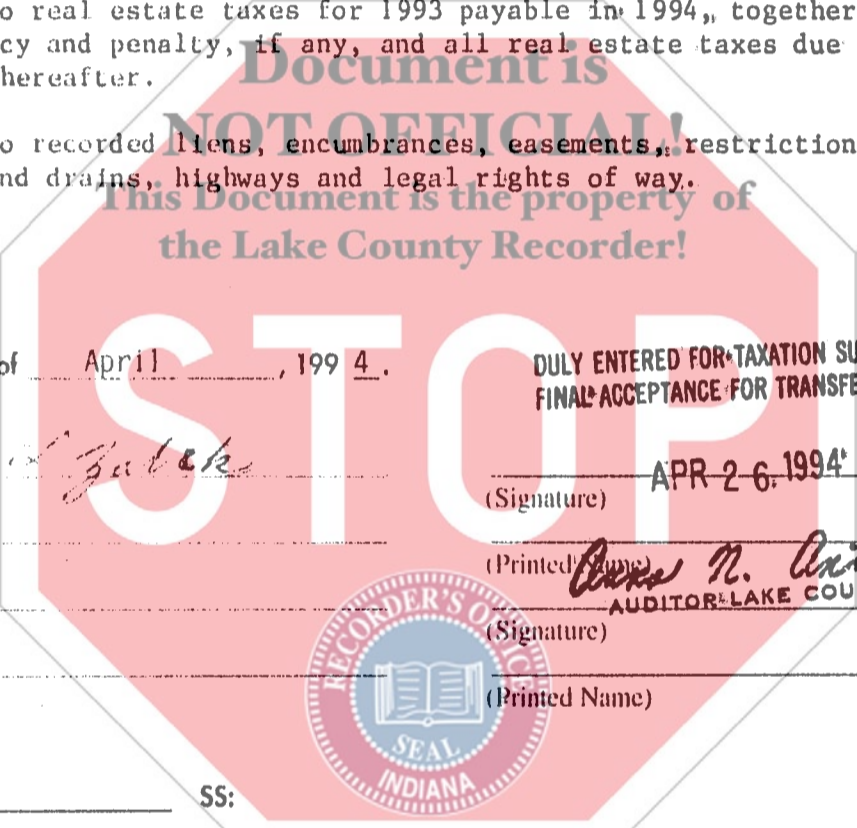 o real estate taxes for 1993 payable in 1994, together
cy and penalty, if any, and all real estate taxes due
hereafter.
Document is
NOT OFFICIAL!
o recorded liens, encumbrances, easements, restriction
nd drains, highways and legal rights of way.
This Document is the property of
the Lake County Recorder!
STOP
of April , 199 4.
DULY ENTERED FOR TAXATION SU
FINAL ACCEPTANCE FOR TRANSFE
APR 26 1994
(Signature)
(Printed Name)
Anna N.
AUDITOR LAKE COU
(Signature)
(Printed Name)
RECORDER'S OFFICE
SEAL
INDIANA
SS: